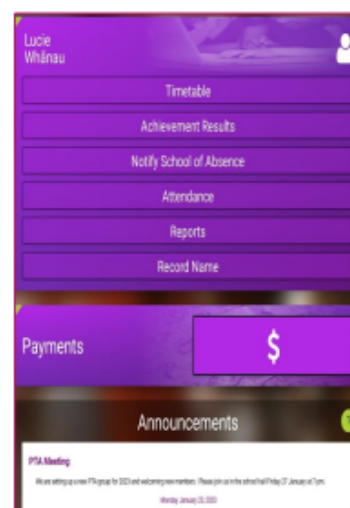 Lucie
Whānau
Timetable
Achievement Results
Notify School of Absence
Attendance
Reports
Record Name
Payments
$
Announcements
PTA Meeting
We are setting up a new PTA group for 2023 and welcoming new members. Please join us in the school hall Friday 27 January at 7 pm.
Monday January 23, 2023